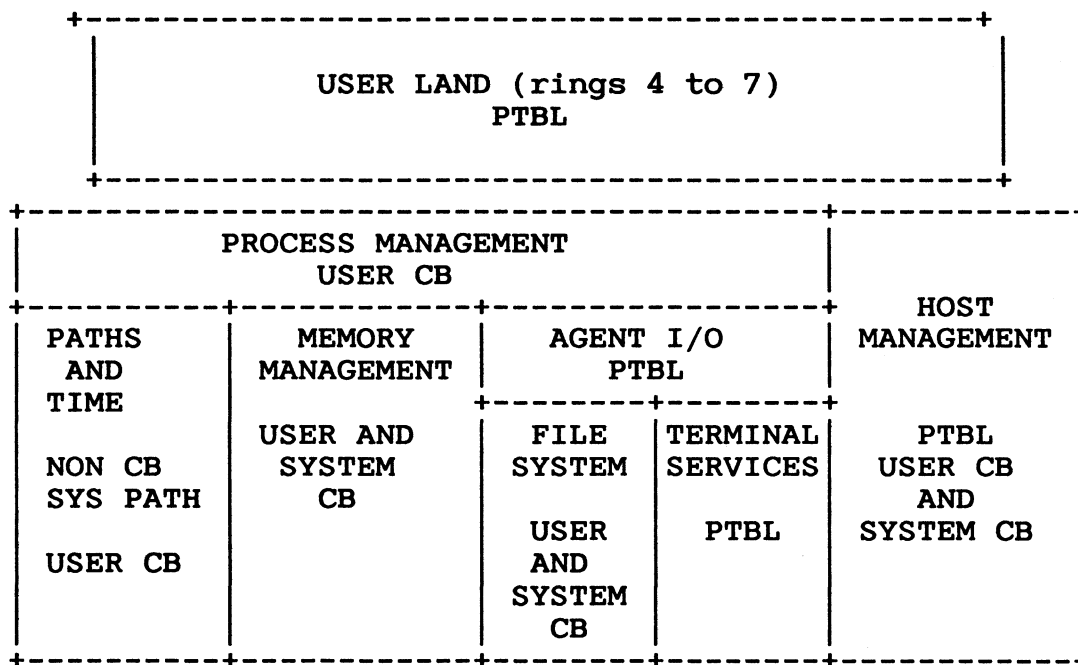 USER LAND (rings 4 to 7)
PTBL
PROCESS MANAGEMENT
USER CB
PATHS
AND
TIME
NON CB
SYS PATH
USER CB
MEMORY
MANAGEMENT
USER AND
SYSTEM
CB
AGENT I/O
PTBL
FILE
SYSTEM
USER
AND
SYSTEM
CB
TERMINAL
SERVICES
PTBL
HOST
MANAGEMENT
PTBL
USER CB
AND
SYSTEM CB